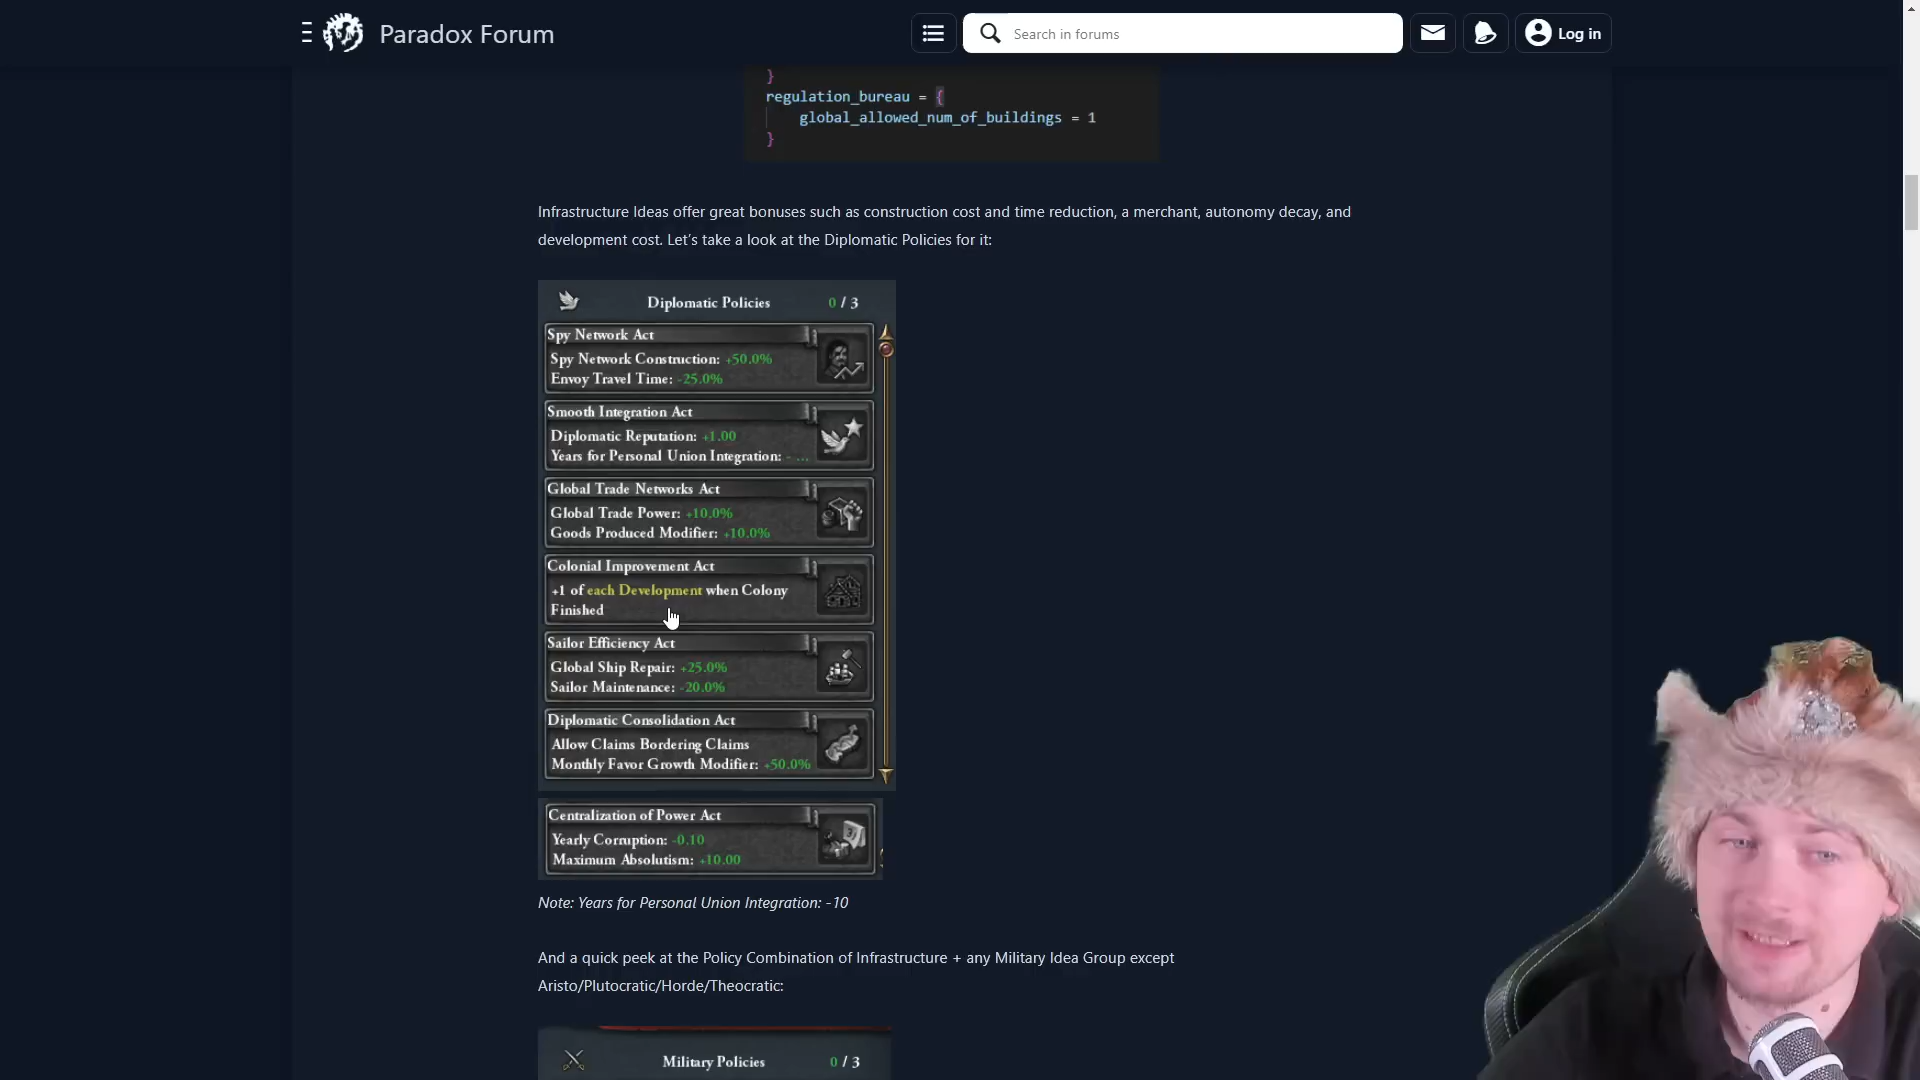 Paradox Forum
Search in forums
Log in
}
regulation_bureau = {
global_allowed_num_of_buildings = 1
}
Infrastructure Ideas offer great bonuses such as construction cost and time reduction, a merchant, autonomy decay, and
development cost. Let’s take a look at the Diplomatic Policies for it:
Diplomatic Policies 0 / 3
Spy Network Act
Spy Network Construction: +50.0%
Envoy Travel Time: -25.0%
Smooth Integration Act
Diplomatic Reputation: +1.00
Years for Personal Union Integration: - ...
Global Trade Networks Act
Global Trade Power: +10.0%
Goods Produced Modifier: +10.0%
Colonial Improvement Act
+1 of each Development when Colony
Finished
Sailor Efficiency Act
Global Ship Repair: +25.0%
Sailor Maintenance: -20.0%
Diplomatic Consolidation Act
Allow Claims Bordering Claims
Monthly Favor Growth Modifier: +50.0%
Centralization of Power Act
Yearly Corruption: -0.10
Maximum Absolutism: +10.00
Note: Years for Personal Union Integration: -10
And a quick peek at the Policy Combination of Infrastructure + any Military Idea Group except
Aristo/Plutocratic/Horde/Theocratic:
Military Policies 0 / 3